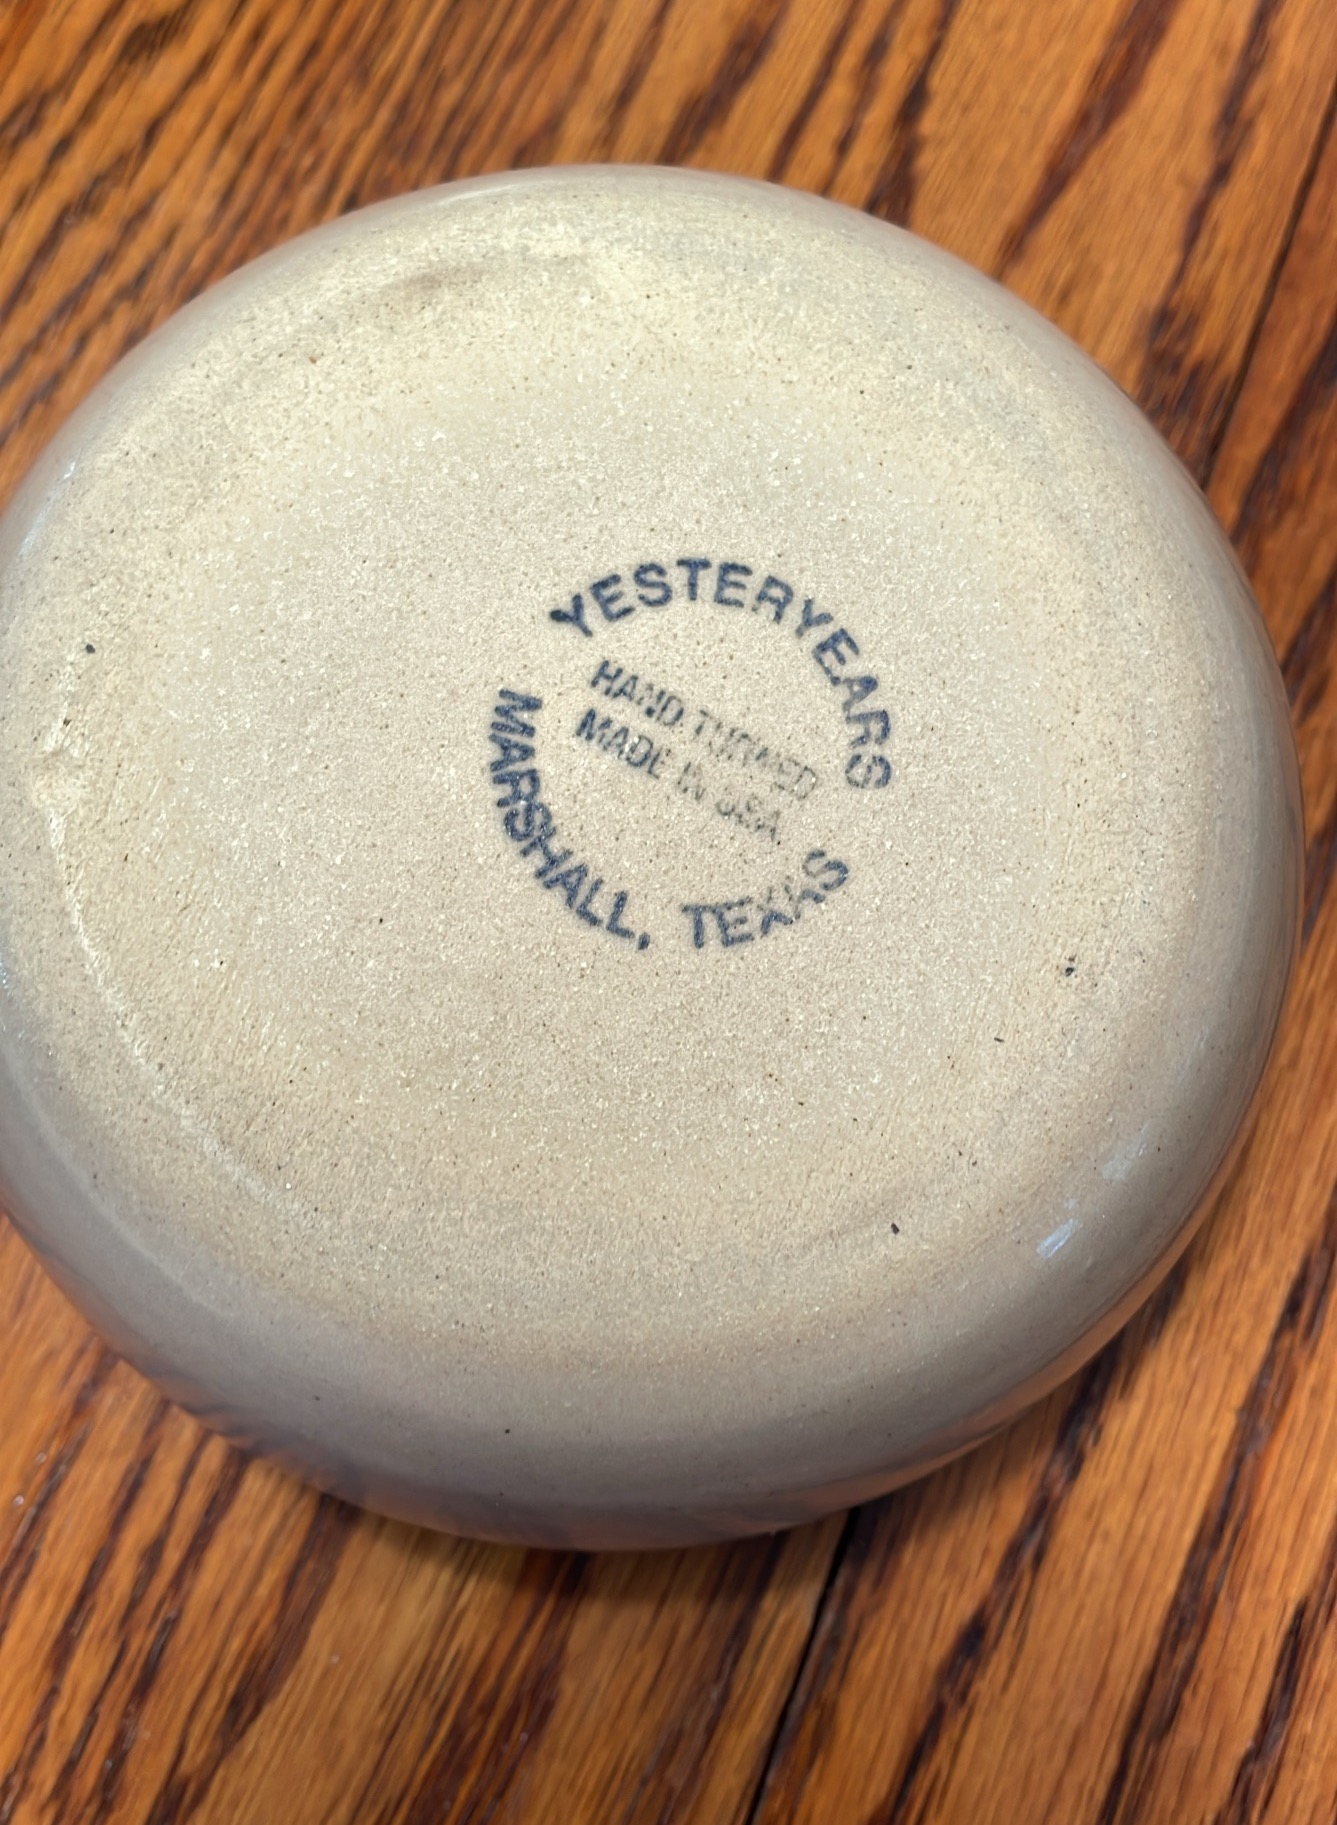 YESTERYEARS
HAND TURNED
MADE IN USA
MARSHALL, TEXAS